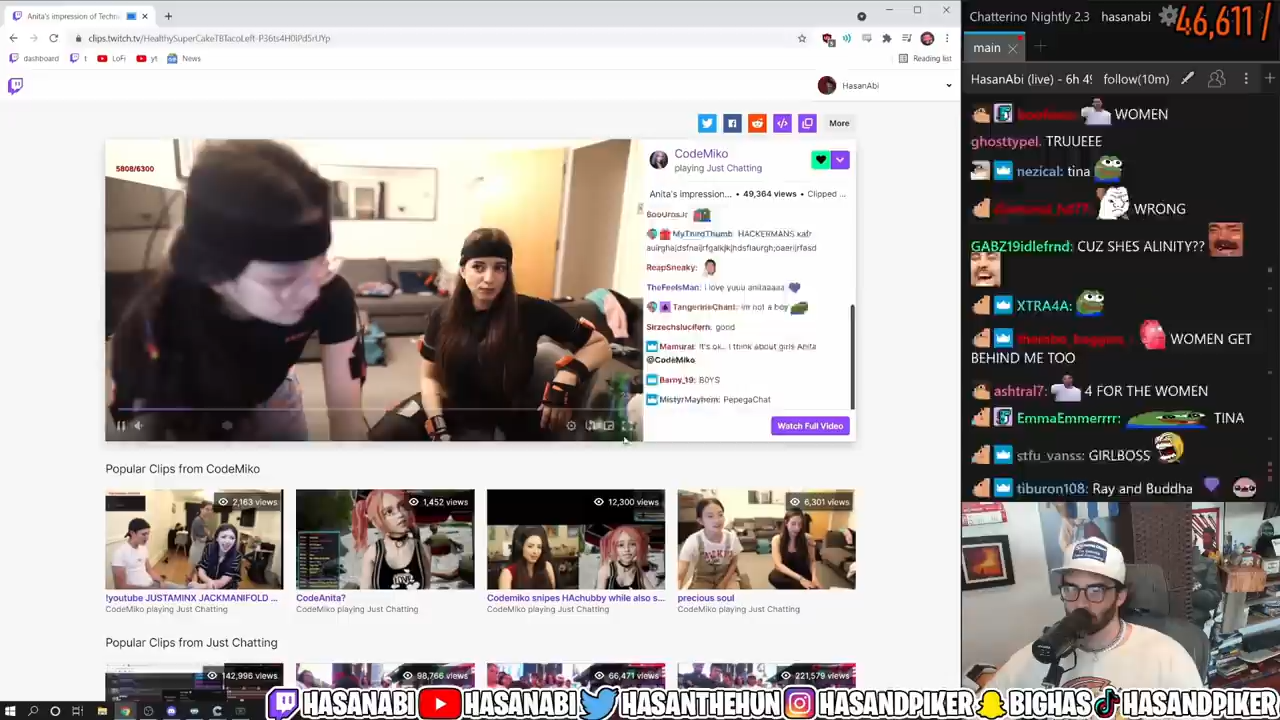 Anita's impression of Techn
clips.twitch.tv/HealthySuperCakeTBTacoLeft-P36ts4H0iPd5rUYp
dashboard
t
LoFi
yt
News
Reading list
HasanAbi
More
5808/6300
CodeMiko
playing Just Chatting
Anita's impression... • 49,364 views • Clipped ...
MyThirdThumb: HACKERMANS
ReapSneaky:
TheFeelsMan: i love yuuu anitaaaaa
TangerineChant: im not a boy
good
Mamurai: It's ok.. I think about girls Anita
@CodeMiko
Barny_19: B0YS
MistyrMayhem: PepegaChat
Watch Full Video
Popular Clips from CodeMiko
2,163 views
1,452 views
12,300 views
6,301 views
!youtube JUSTAMINX JACKMANIFOLD ...
CodeAnita?
Codemiko snipes HAchubby while also s...
precious soul
CodeMiko playing Just Chatting
CodeMiko playing Just Chatting
CodeMiko playing Just Chatting
CodeMiko playing Just Chatting
Popular Clips from Just Chatting
142,996 views
98,766 views
66,471 views
221,579 views
Chatterino Nightly 2.3
hasanabi
46,611 /
main
HasanAbi (live) - 6h 49
follow(10m)
WOMEN
ghosttypel: TRUUEEE
nezical: tina
WRONG
GABZ19idlefrnd: CUZ SHES ALINITY??
XTRA4A:
WOMEN GET
BEHIND ME TOO
ashtral7: 4 FOR THE WOMEN
EmmaEmmerrrr: TINA
stfu_vanss: GIRLBOSS
tiburon108: Ray and Buddha
HASANABI
HASANABI
HASANTHEHUN
HASANDPIKER
BIGHAS
HASANDPIKER